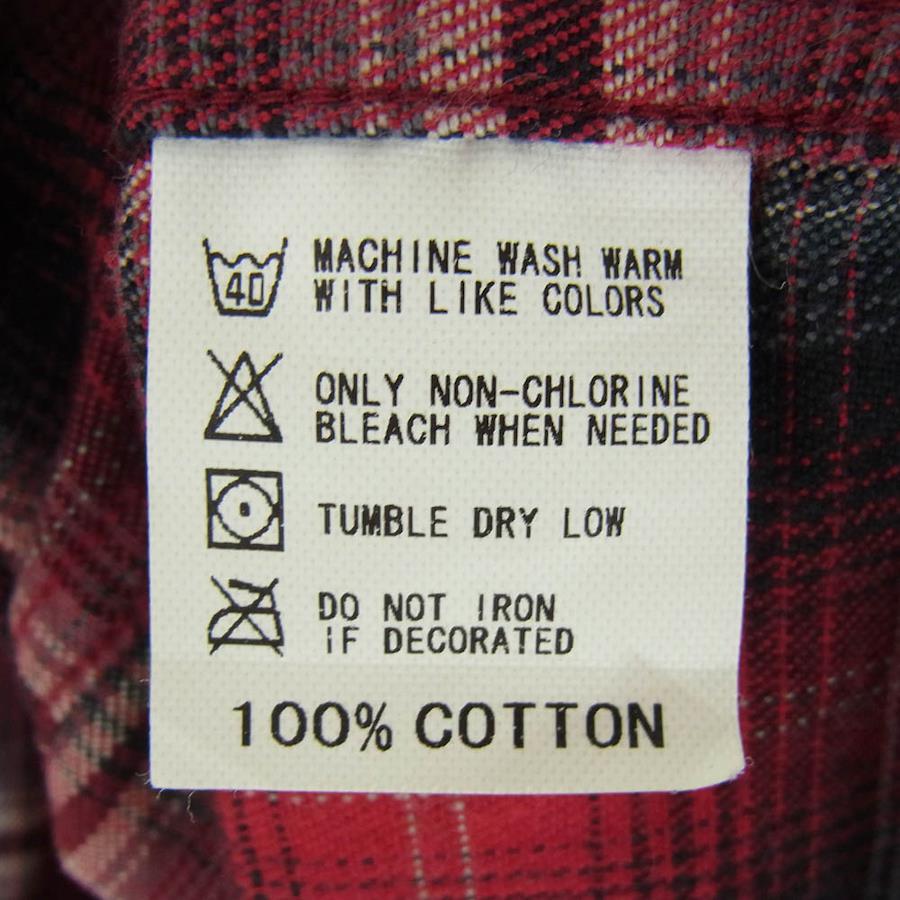 40
MACHINE WASH WARM
WITH LIKE COLORS
ONLY NON-CHLORINE
BLEACH WHEN NEEDED
TUMBLE DRY LOW
DO NOT IRON
IF DECORATED
100% COTTON